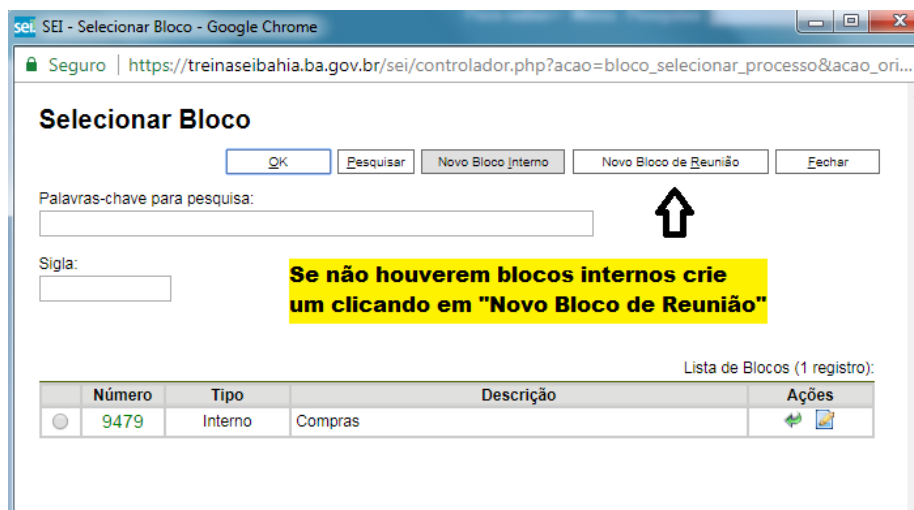 sei. SEI - Selecionar Bloco - Google Chrome
Seguro | https://treinaseibahia.ba.gov.br/sei/controlador.php?acao=bloco_selecionar_processo&acao_ori...
Selecionar Bloco
OK Pesquisar Novo Bloco Interno Novo Bloco de Reunião Fechar
Palavras-chave para pesquisa:
Sigla:
Se não houverem blocos internos crie
um clicando em "Novo Bloco de Reunião"
Lista de Blocos (1 registro):
Número Tipo Descrição Ações
9479 Interno Compras